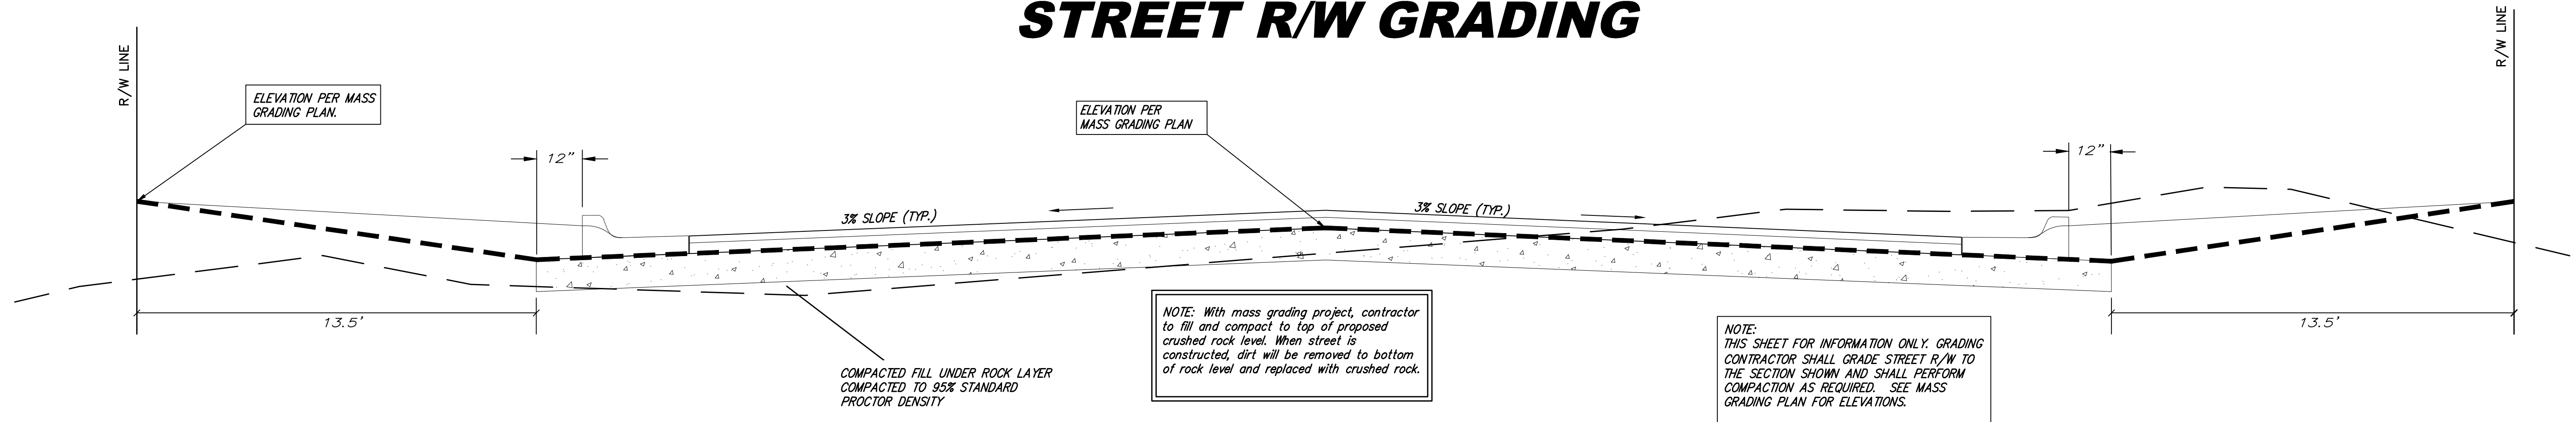 STREET R/W GRADING
R/W LINE
R/W LINE
ELEVATION PER MASS
GRADING PLAN.
ELEVATION PER
MASS GRADING PLAN
12"
12"
3% SLOPE (TYP.)
3% SLOPE (TYP.)
13.5'
13.5'
COMPACTED FILL UNDER ROCK LAYER
COMPACTED TO 95% STANDARD
PROCTOR DENSITY
NOTE: With mass grading project, contractor
to fill and compact to top of proposed
crushed rock level. When street is
constructed, dirt will be removed to bottom
of rock level and replaced with crushed rock.
NOTE:
THIS SHEET FOR INFORMATION ONLY. GRADING
CONTRACTOR SHALL GRADE STREET R/W TO
THE SECTION SHOWN AND SHALL PERFORM
COMPACTION AS REQUIRED. SEE MASS
GRADING PLAN FOR ELEVATIONS.